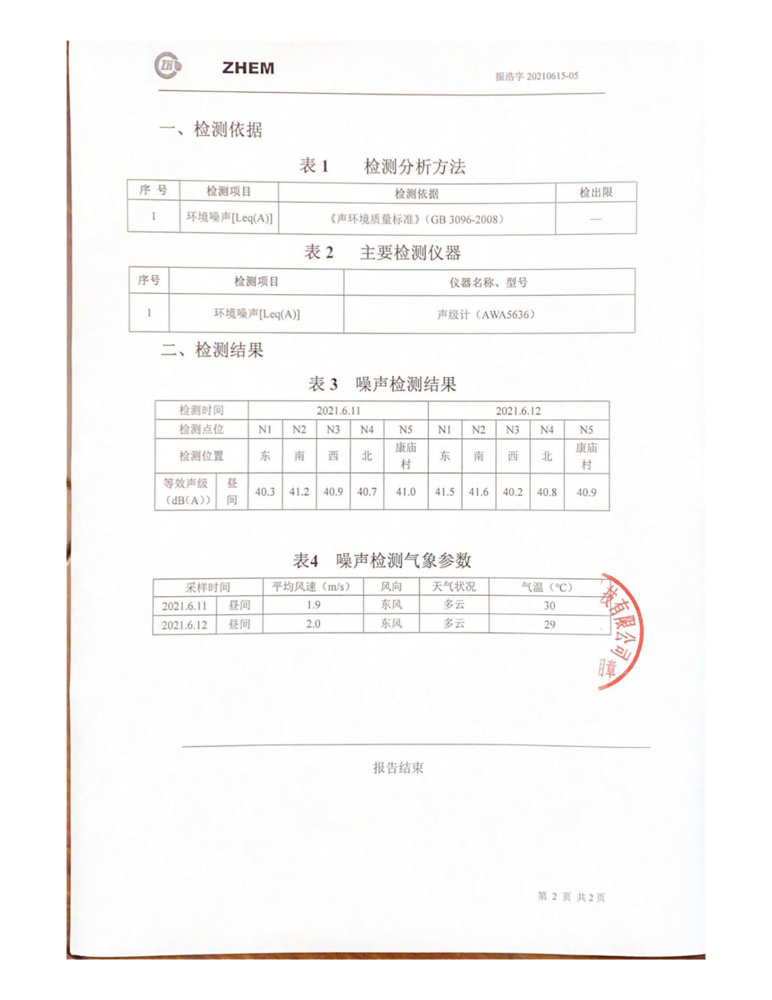 ZH
ZHEM
振浩字 20210615-05
一、检测依据
表 1 检测分析方法
序 号 检测项目 检测依据 检出限
1 环境噪声[Leq(A)] 《声环境质量标准》（GB 3096-2008） —
表 2 主要检测仪器
序号 检测项目 仪器名称、型号
1 环境噪声[Leq(A)] 声级计（AWA5636）
二、检测结果
表 3 噪声检测结果
检测时间 2021.6.11 2021.6.12
检测点位 N1 N2 N3 N4 N5 N1 N2 N3 N4 N5
检测位置 东 南 西 北 康庙村 东 南 西 北 康庙村
等效声级（dB(A)） 昼间 40.3 41.2 40.9 40.7 41.0 41.5 41.6 40.2 40.8 40.9
表4 噪声检测气象参数
采样时间 平均风速（m/s） 风向 天气状况 气温（℃）
2021.6.11 昼间 1.9 东风 多云 30
2021.6.12 昼间 2.0 东风 多云 29
技有限公司
章
报告结束
第 2 页 共 2 页